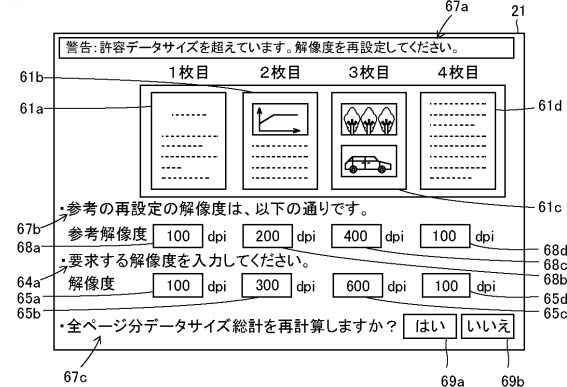 67a
21
警告：許容データサイズを超えています。解像度を再設定してください。
1枚目 2枚目 3枚目 4枚目
61b
61a
61d
61c
・参考の再設定の解像度は、以下の通りです。
67b
参考解像度 100 dpi 200 dpi 400 dpi 100 dpi
68a
68d
68c
68b
・要求する解像度を入力してください。
64a
解像度 100 dpi 300 dpi 600 dpi 100 dpi
65a
65d
65b
65c
・全ページ分データサイズ総計を再計算しますか？ はい いいえ
67c
69a
69b